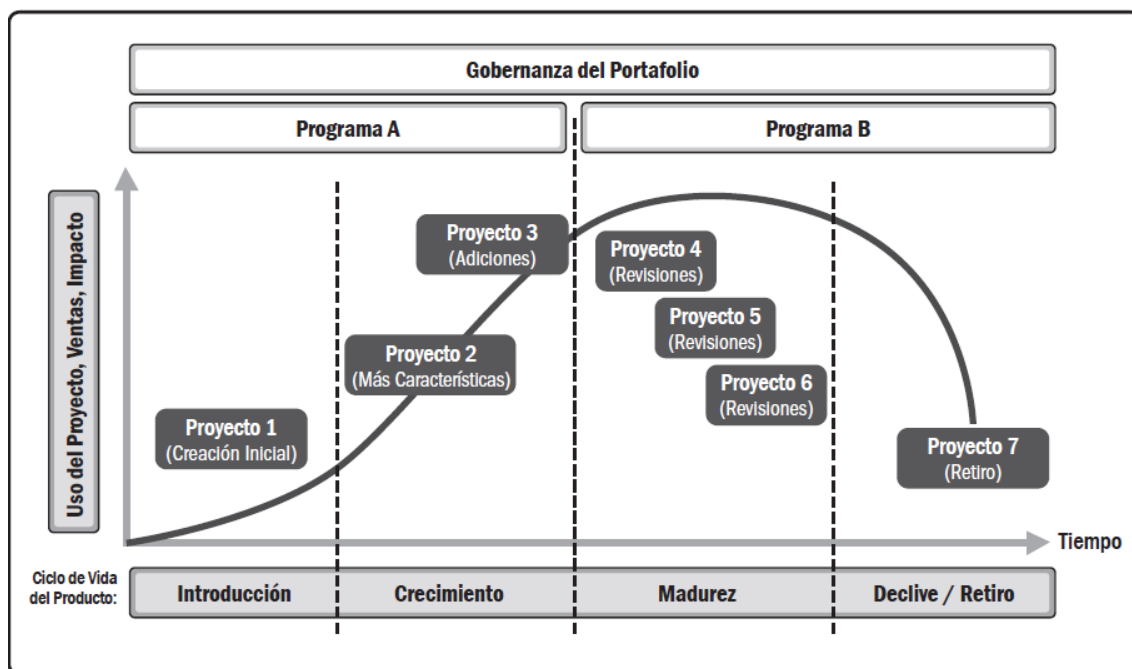 Gobernanza del Portafolio
Programa A
Programa B
Uso del Proyecto, Ventas, Impacto
Proyecto 1
(Creación Inicial)
Proyecto 2
(Más Características)
Proyecto 3
(Adiciones)
Proyecto 4
(Revisiones)
Proyecto 5
(Revisiones)
Proyecto 6
(Revisiones)
Proyecto 7
(Retiro)
Tiempo
Ciclo de Vida
del Producto:
Introducción
Crecimiento
Madurez
Declive / Retiro